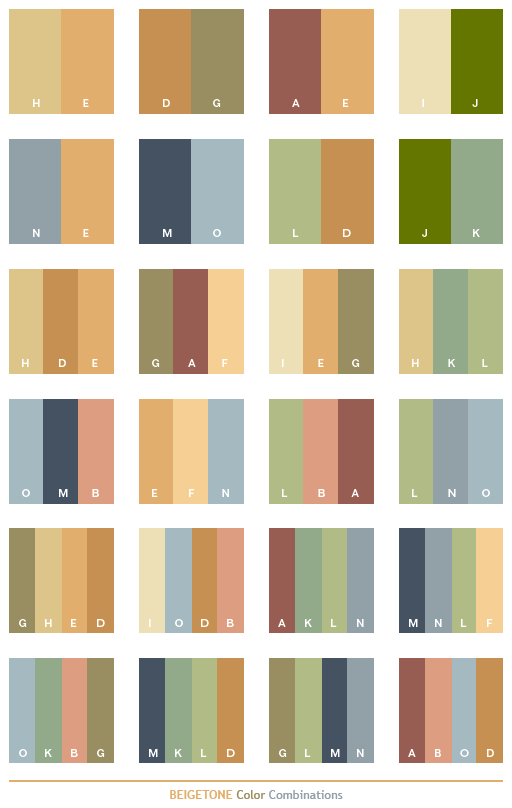 H E D G A E I J
N E M O L D J K
H D E G A F I E G H K L
O M B E F N L B A L N O
G H E D I O D B A K L N M N L F
O K B G M K L D G L M N A B O D
BEIGETONE Color Combinations